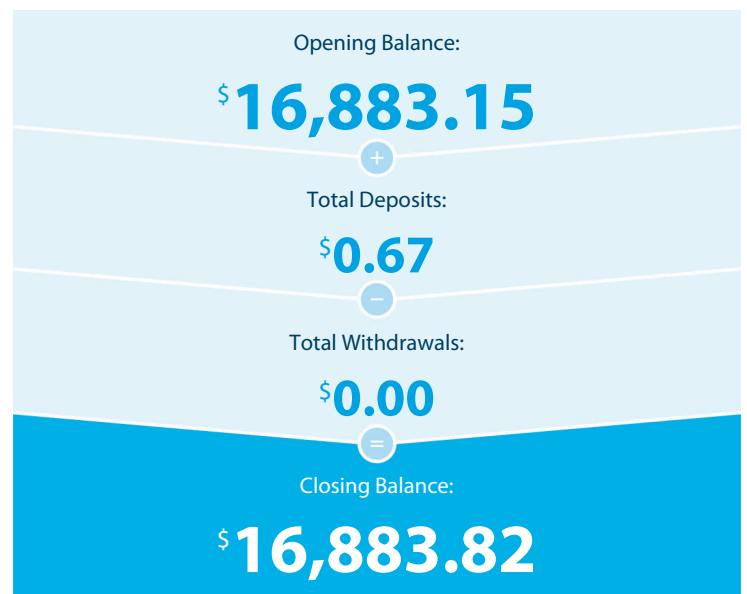 Opening Balance:
$16,883.15
+
Total Deposits:
$0.67
−
Total Withdrawals:
$0.00
=
Closing Balance:
$16,883.82